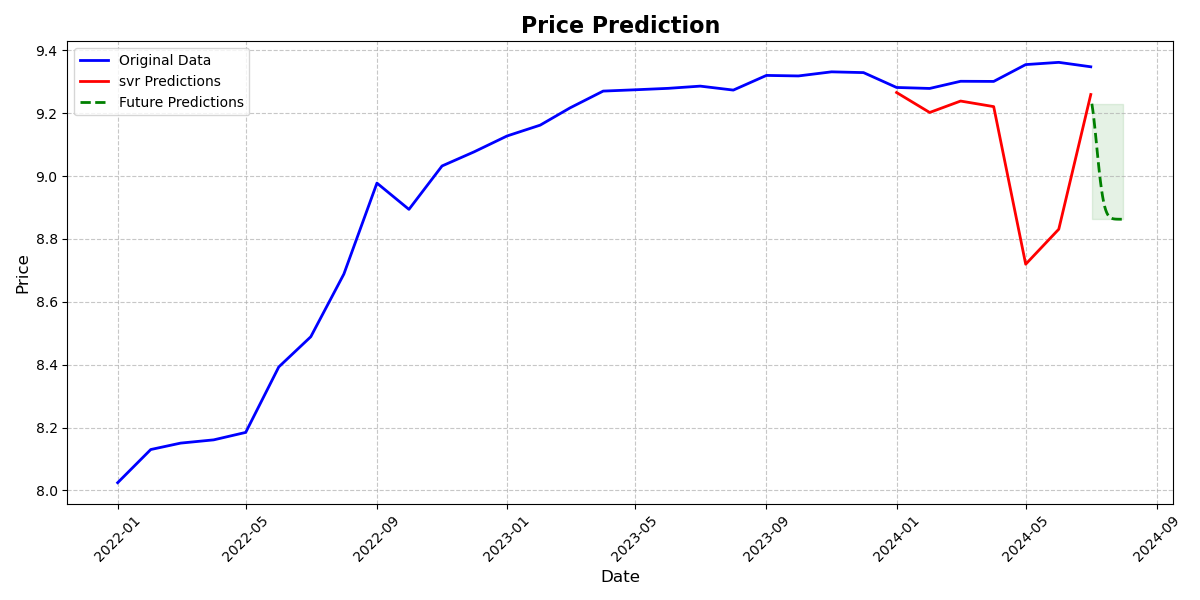 Price Prediction
Original Data
svr Predictions
Future Predictions
Price
9.4
9.2
9.0
8.8
8.6
8.4
8.2
8.0
2022-01
2022-05
2022-09
2023-01
2023-05
2023-09
2024-01
2024-05
2024-09
Date